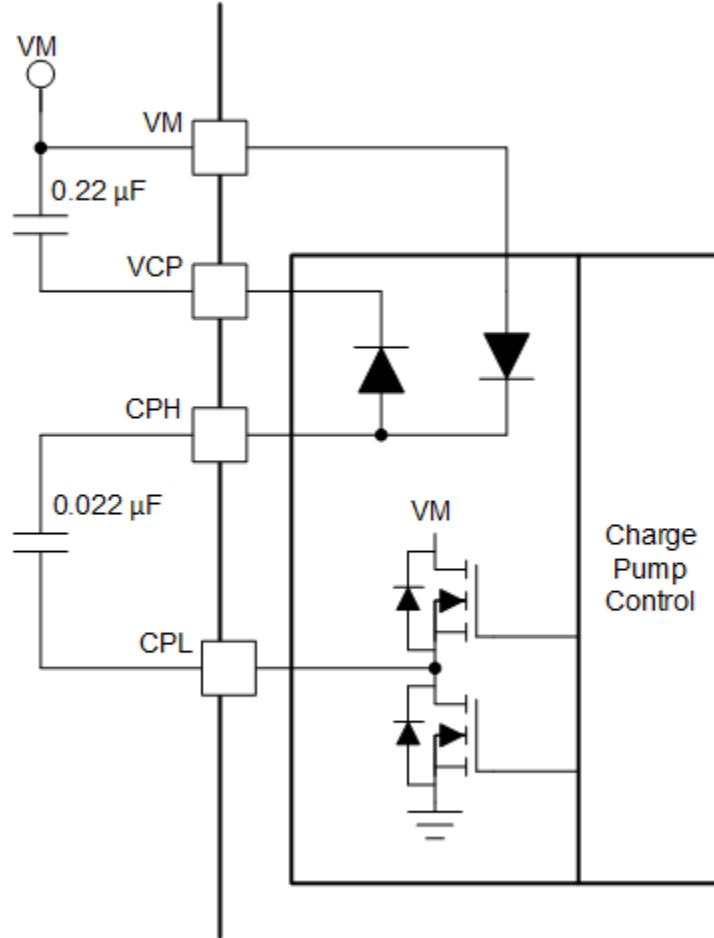 VM
VM
0.22 µF
VCP
CPH
0.022 µF
VM
Charge
Pump
Control
CPL